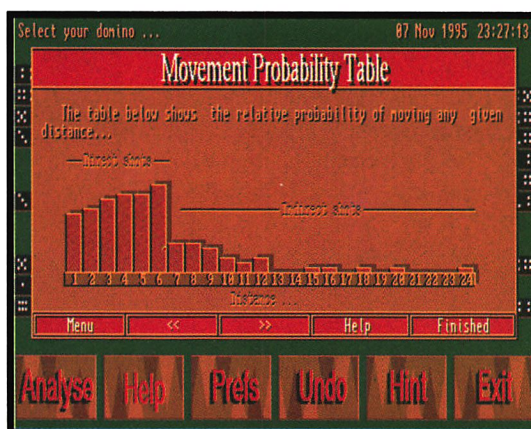 Select your domino ... 07 Nov 1995 23:27:13
Movement Probability Table
The table below shows the relative probability of moving any given
distance...
Direct shots
Indirect shots
1 2 3 4 5 6 7 8 9 10 11 12 13 14 15 16 17 18 19 20 21 22 23 24
Distance ...
Menu << >> Help Finished
Analyse Help Prefs Undo Hint Exit